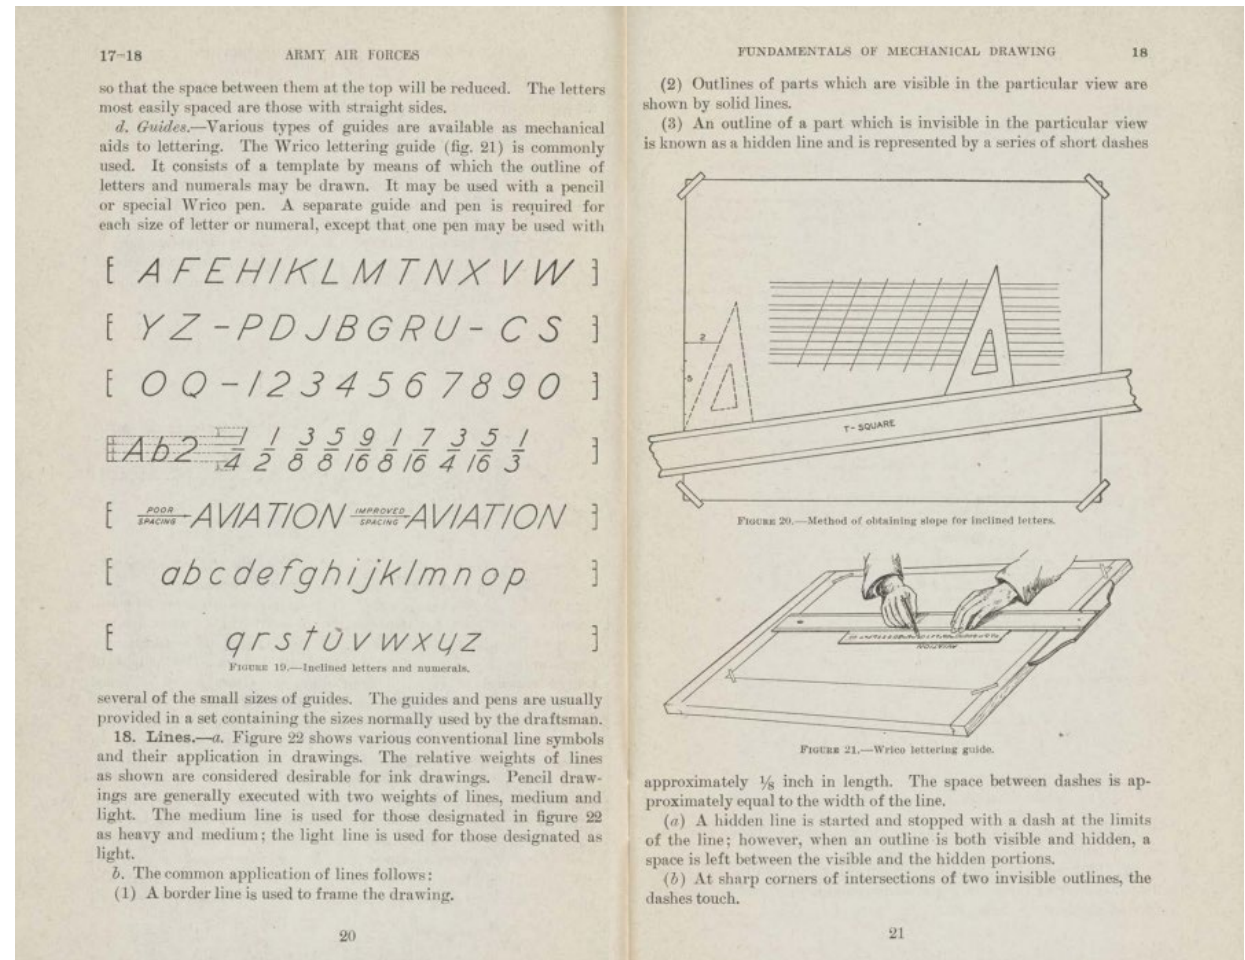 17-18 ARMY AIR FORCES
so that the space between them at the top will be reduced. The letters
most easily spaced are those with straight sides.
d. Guides.—Various types of guides are available as mechanical
aids to lettering. The Wrico lettering guide (fig. 21) is commonly
used. It consists of a template by means of which the outline of
letters and numerals may be drawn. It may be used with a pencil
or special Wrico pen. A separate guide and pen is required for
each size of letter or numeral, except that one pen may be used with
A F E H I K L M T N X V W
Y Z - P D J B G R U - C S
O Q - 1 2 3 4 5 6 7 8 9 0
Ab2 1/4 1/2 3/8 5/8 9/16 1/8 7/16 3/4 5/16 1/3
POOR SPACING AVIATION IMPROVED SPACING AVIATION
a b c d e f g h i j k l m n o p
q r s t u v w x y z
FIGURE 19.—Inclined letters and numerals.
several of the small sizes of guides. The guides and pens are usually
provided in a set containing the sizes normally used by the draftsman.
18. Lines.—a. Figure 22 shows various conventional line symbols
and their application in drawings. The relative weights of lines
as shown are considered desirable for ink drawings. Pencil draw-
ings are generally executed with two weights of lines, medium and
light. The medium line is used for those designated in figure 22
as heavy and medium; the light line is used for those designated as
light.
b. The common application of lines follows:
(1) A border line is used to frame the drawing.
20
FUNDAMENTALS OF MECHANICAL DRAWING 18
(2) Outlines of parts which are visible in the particular view are
shown by solid lines.
(3) An outline of a part which is invisible in the particular view
is known as a hidden line and is represented by a series of short dashes
2
5
T-SQUARE
FIGURE 20.—Method of obtaining slope for inclined letters.
FIGURE 21.—Wrico lettering guide.
approximately ⅛ inch in length. The space between dashes is ap-
proximately equal to the width of the line.
(a) A hidden line is started and stopped with a dash at the limits
of the line; however, when an outline is both visible and hidden, a
space is left between the visible and the hidden portions.
(b) At sharp corners of intersections of two invisible outlines, the
dashes touch.
21